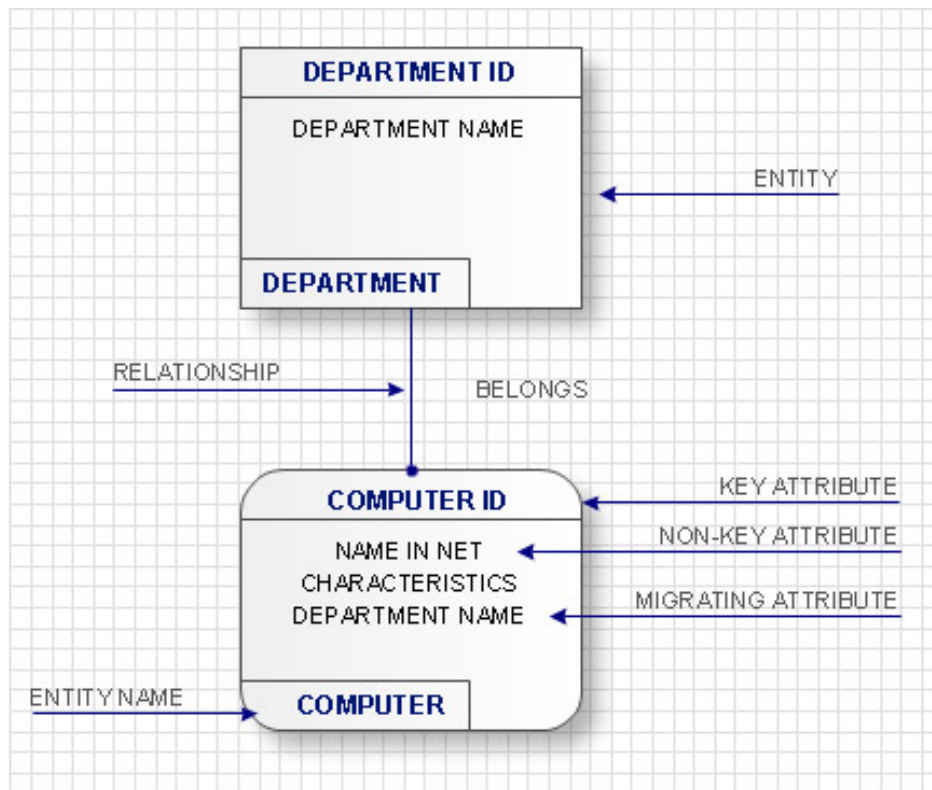 DEPARTMENT ID
DEPARTMENT NAME
ENTITY
DEPARTMENT
RELATIONSHIP
BELONGS
COMPUTER ID
KEY ATTRIBUTE
NAME IN NET
NON-KEY ATTRIBUTE
CHARACTERISTICS
DEPARTMENT NAME
MIGRATING ATTRIBUTE
ENTITY NAME
COMPUTER